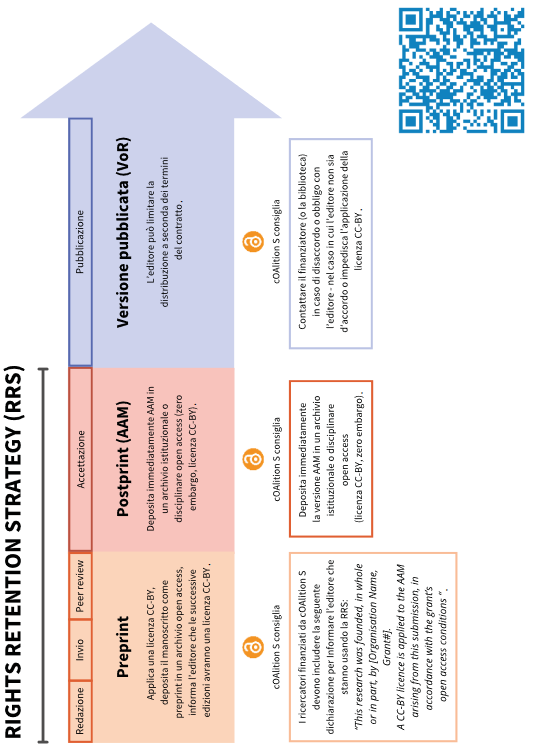 RIGHTS RETENTION STRATEGY (RRS)
Redazione
Invio
Peer review
Accettazione
Pubblicazione
Preprint
Applica una licenza CC-BY,
deposita il manoscritto come
preprint in un archivio open access,
informa l'editore che le successive
edizioni avranno una licenza CC-BY.
Postprint (AAM)
Deposita immediatamente AAM in
un archivio istituzionale o
disciplinare open access (zero
embargo, licenza CC-BY).
Versione pubblicata (VoR)
L'editore può limitare la
distribuzione a seconda dei termini
del contratto.
cOAlition S consiglia
I ricercatori finanziati da cOAlition S
devono includere la seguente
dichiarazione per Informare l'editore che
stanno usando la RRS:
"This research was founded, in whole
or in part, by [Organisation Name,
Grant#].
A CC-BY licence is applied to the AAM
arising from this submission, in
accordance with the grant's
open access conditions ".
cOAlition S consiglia
Deposita immediatamente
la versione AAM in un archivio
istituzionale o disciplinare
open access
(licenza CC-BY, zero embargo).
cOAlition S consiglia
Contattare il finanziatore (o la biblioteca)
in caso di disaccordo o obbligo con
l'editore - nel caso in cui l'editore non sia
d'accordo o impedisca l'applicazione della
licenza CC-BY.